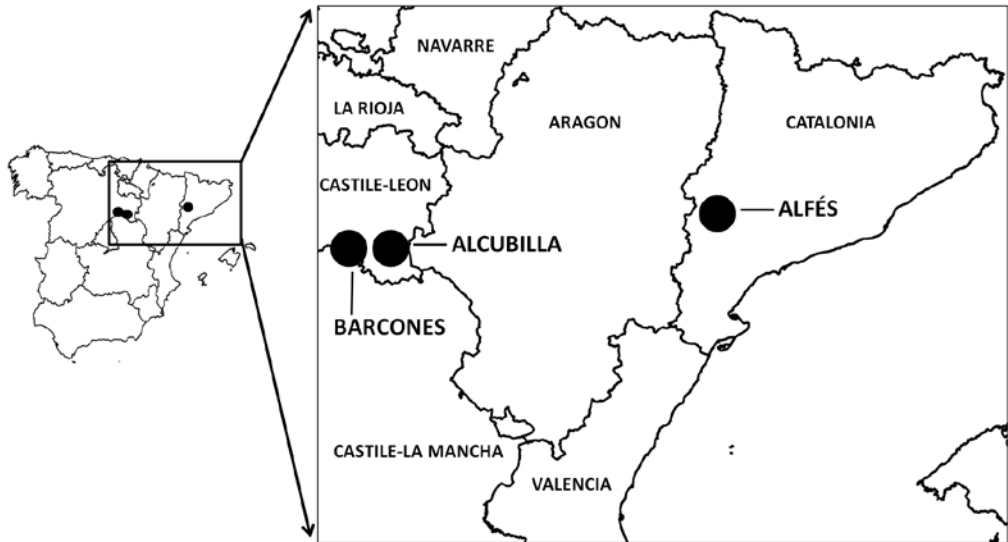 NAVARRE
LA RIOJA
ARAGON
CATALONIA
CASTILE-LEON
ALFÉS
ALCUBILLA
BARCONES
CASTILE-LA MANCHA
VALENCIA